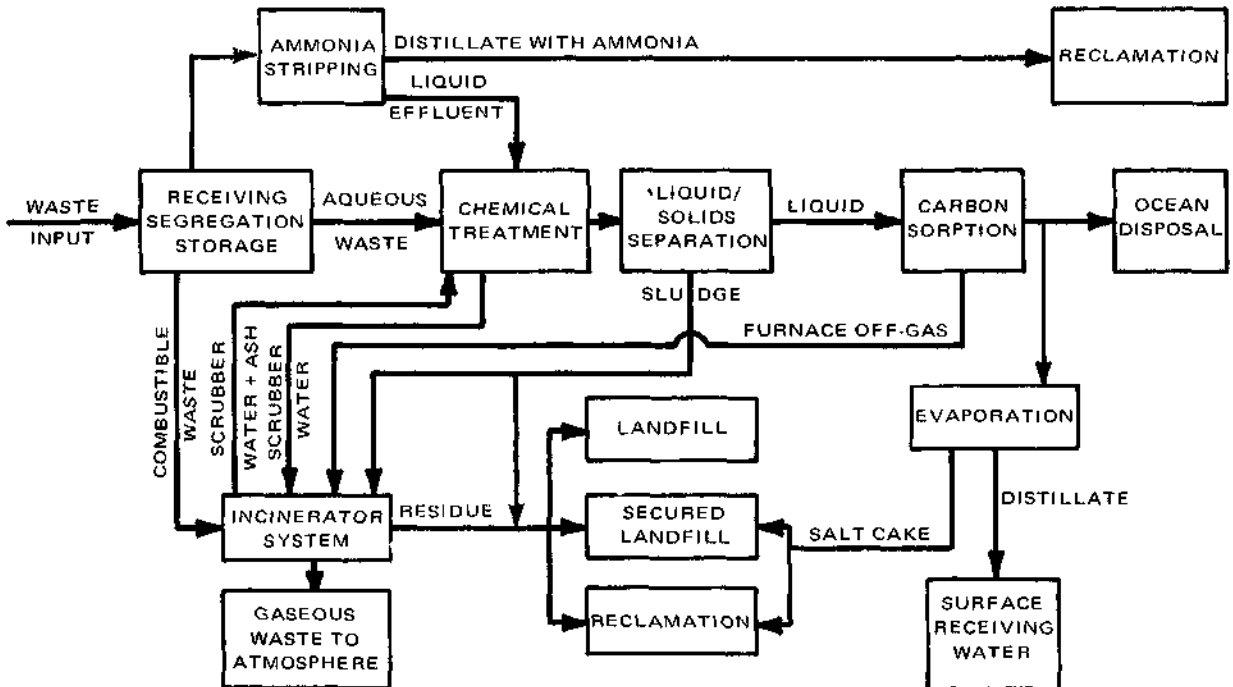 AMMONIA
STRIPPING
DISTILLATE WITH AMMONIA
LIQUID
EFFLUENT
RECLAMATION
WASTE
INPUT
RECEIVING
SEGREGATION
STORAGE
AQUEOUS
WASTE
CHEMICAL
TREATMENT
LIQUID/
SOLIDS
SEPARATION
LIQUID
CARBON
SORPTION
OCEAN
DISPOSAL
SLUDGE
FURNACE OFF-GAS
COMBUSTIBLE
WASTE
SCRUBBER
WATER + ASH
SCRUBBER
WATER
EVAPORATION
LANDFILL
INCINERATOR
SYSTEM
RESIDUE
SECURED
LANDFILL
SALT CAKE
DISTILLATE
RECLAMATION
GASEOUS
WASTE TO
ATMOSPHERE
SURFACE
RECEIVING
WATER